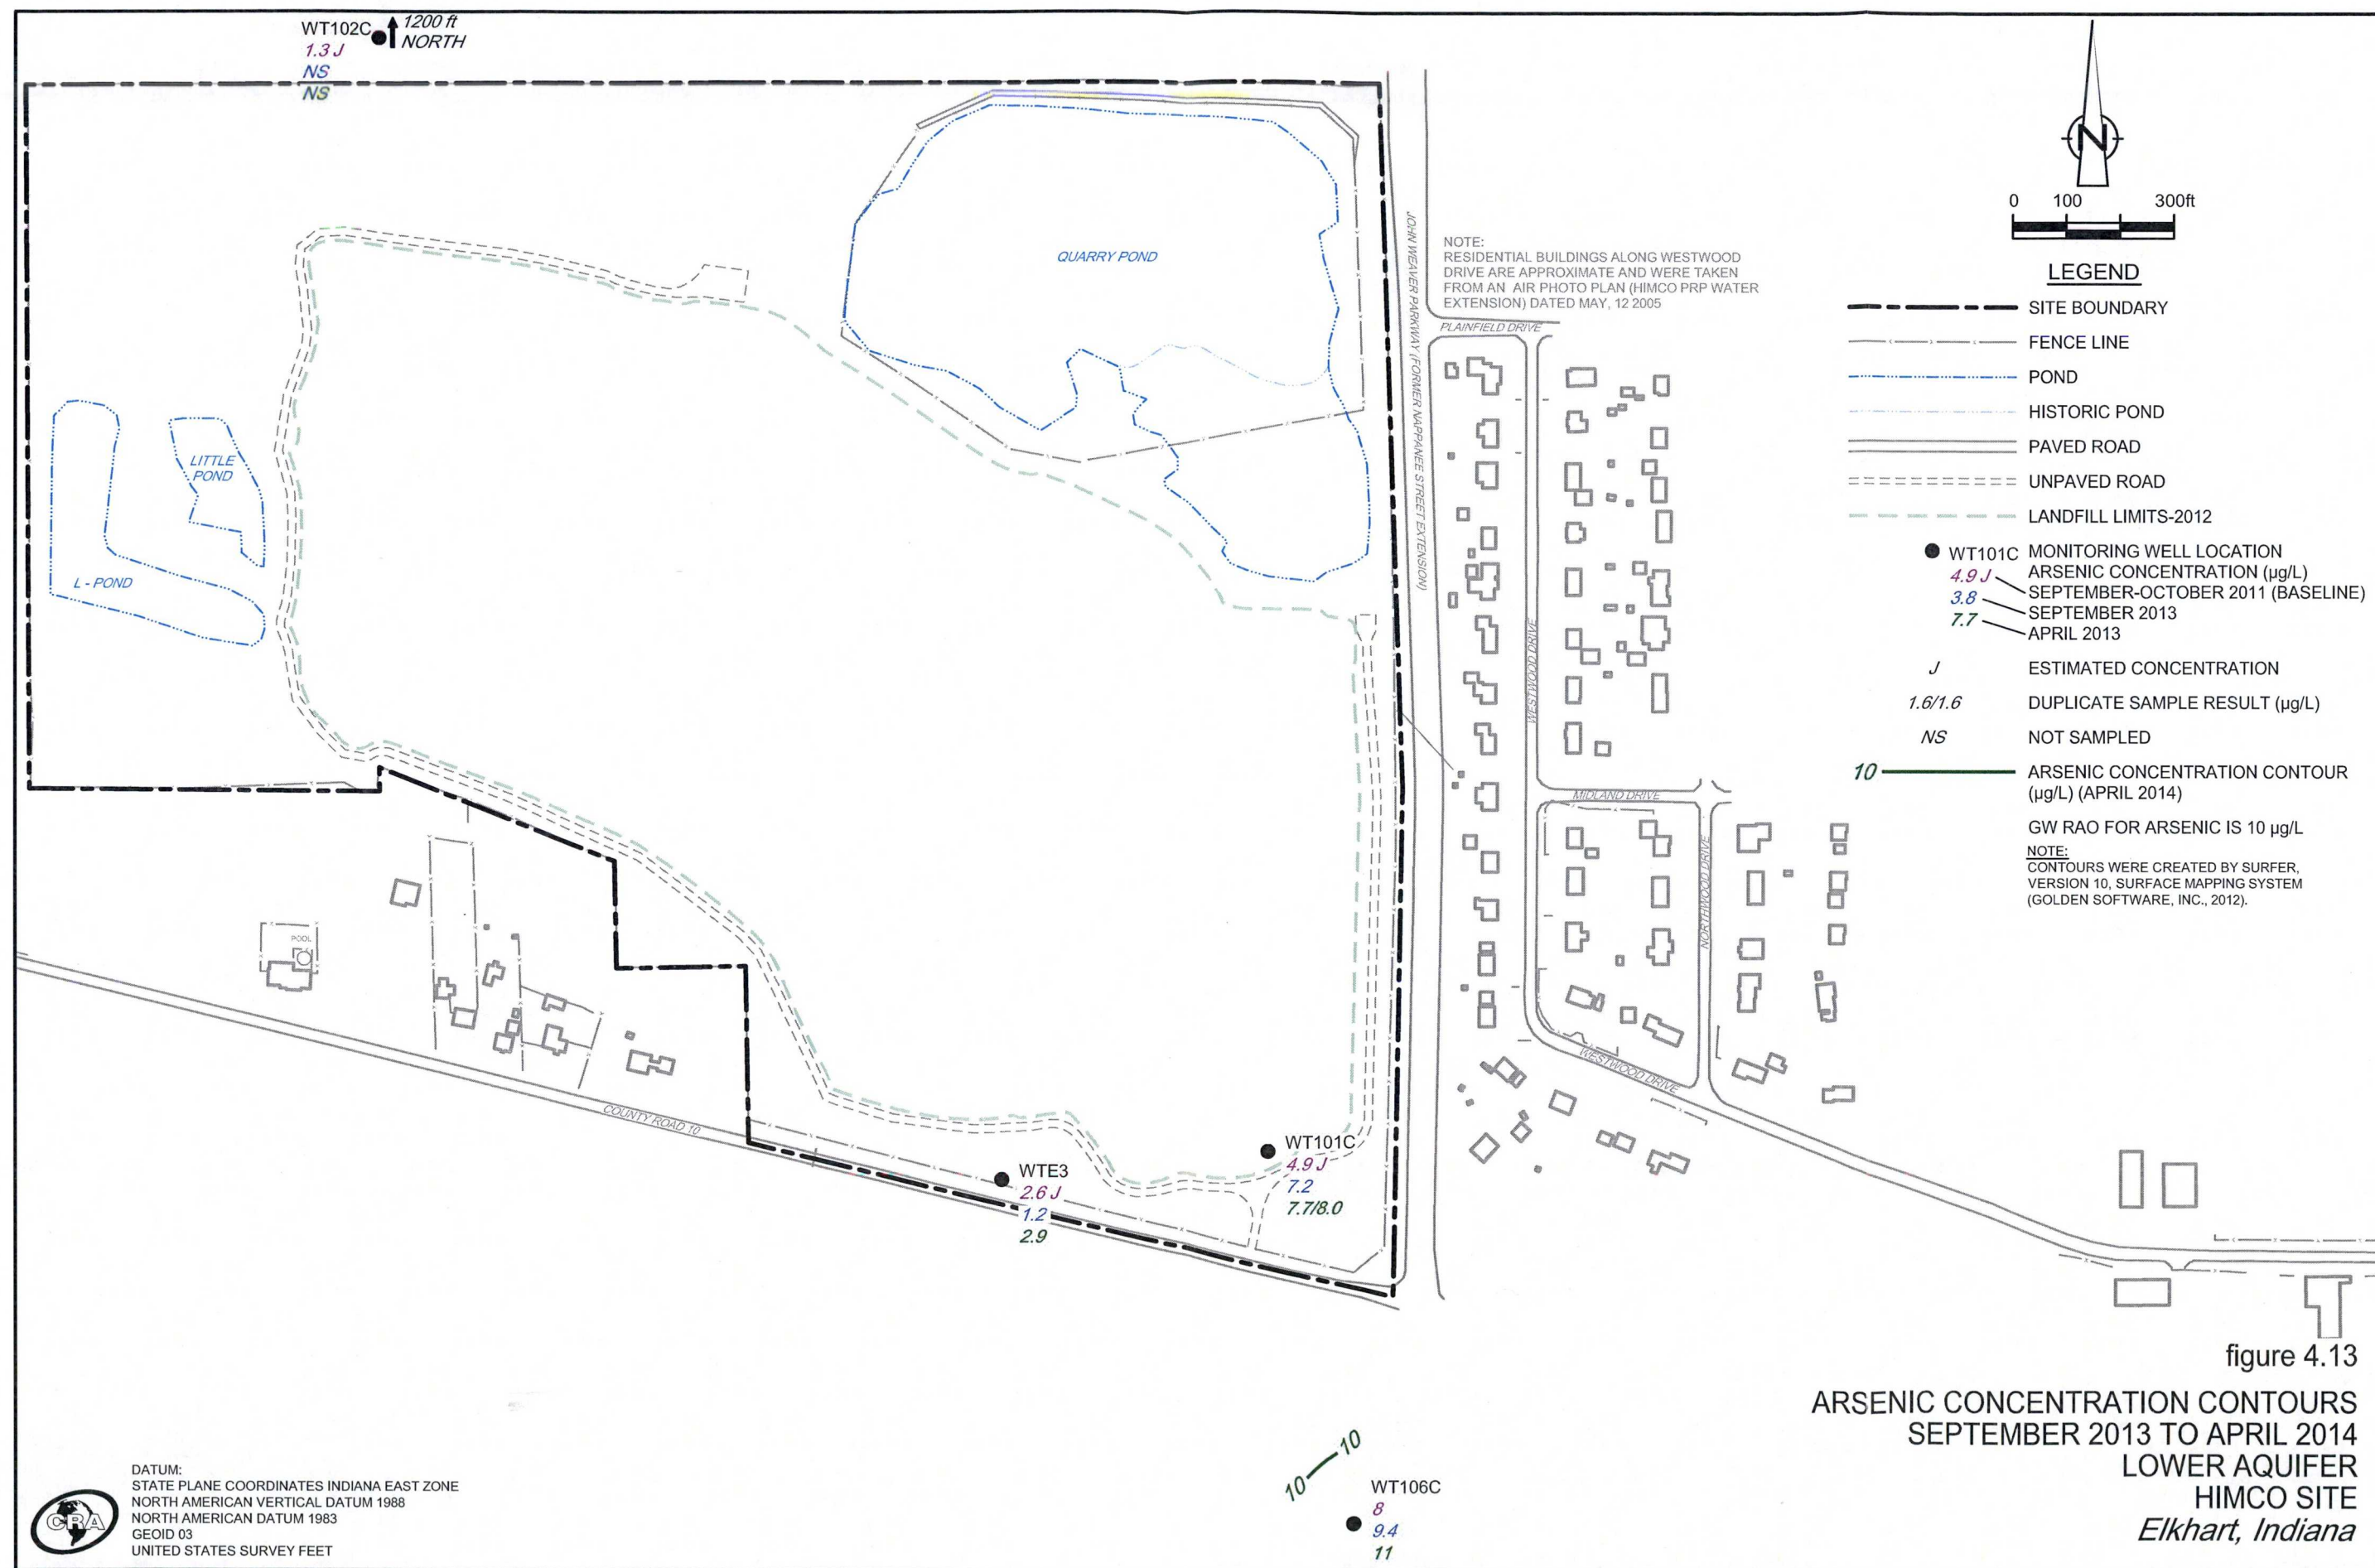 WT102C
1.3 J
NS
NS
1200 ft
NORTH
QUARRY POND
LITTLE
POND
L - POND
JOHN WEAVER PARKWAY (FORMER NAPPANEE STREET EXTENSION)
NOTE:
RESIDENTIAL BUILDINGS ALONG WESTWOOD
DRIVE ARE APPROXIMATE AND WERE TAKEN
FROM AN AIR PHOTO PLAN (HIMCO PRP WATER
EXTENSION) DATED MAY, 12 2005
PLAINFIELD DRIVE
WESTWOOD DRIVE
MIDLAND DRIVE
NORTHWOOD DRIVE
WESTWOOD DRIVE
POOL
COUNTY ROAD 10
WTE3
2.6 J
1.2
2.9
WT101C
4.9 J
7.2
7.7/8.0
10
10
WT106C
8
9.4
11
N
0 100 300ft
LEGEND
SITE BOUNDARY
FENCE LINE
POND
HISTORIC POND
PAVED ROAD
UNPAVED ROAD
LANDFILL LIMITS-2012
WT101C MONITORING WELL LOCATION
4.9 J ARSENIC CONCENTRATION (µg/L)
SEPTEMBER-OCTOBER 2011 (BASELINE)
3.8 SEPTEMBER 2013
7.7 APRIL 2013
J ESTIMATED CONCENTRATION
1.6/1.6 DUPLICATE SAMPLE RESULT (µg/L)
NS NOT SAMPLED
10 ARSENIC CONCENTRATION CONTOUR
(µg/L) (APRIL 2014)
GW RAO FOR ARSENIC IS 10 µg/L
NOTE:
CONTOURS WERE CREATED BY SURFER,
VERSION 10, SURFACE MAPPING SYSTEM
(GOLDEN SOFTWARE, INC., 2012).
figure 4.13
ARSENIC CONCENTRATION CONTOURS
SEPTEMBER 2013 TO APRIL 2014
LOWER AQUIFER
HIMCO SITE
Elkhart, Indiana
CRA
DATUM:
STATE PLANE COORDINATES INDIANA EAST ZONE
NORTH AMERICAN VERTICAL DATUM 1988
NORTH AMERICAN DATUM 1983
GEOID 03
UNITED STATES SURVEY FEET